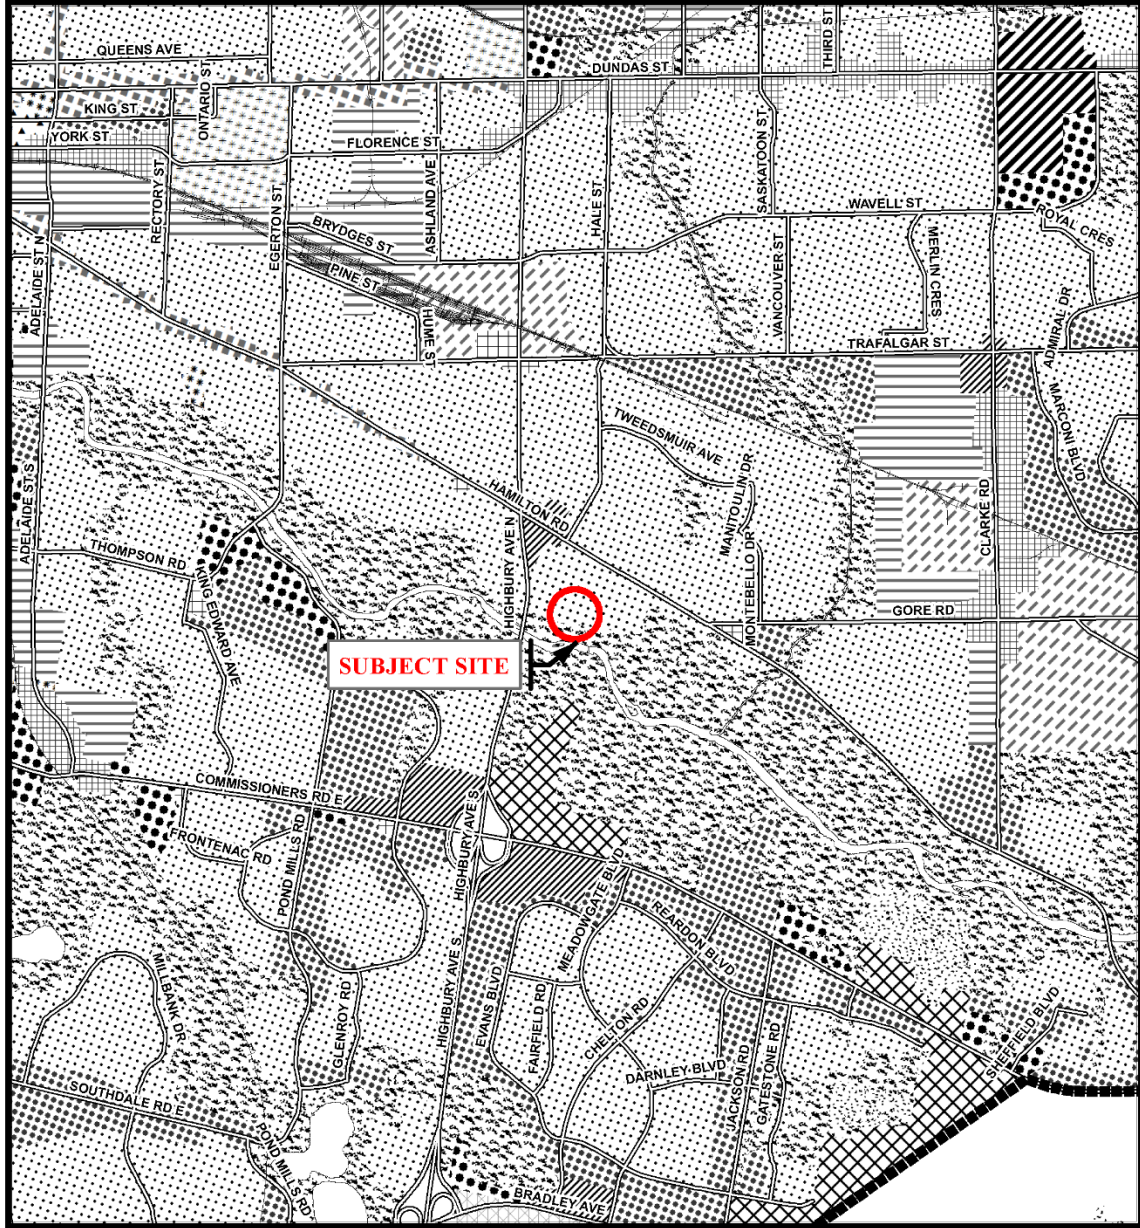 THIRD ST
QUEENS AVE
DUNDAS ST
ONTARIO ST
KING ST
YORK ST
FLORENCE ST
SASKATOON ST
RECTORY ST
ASHLAND AVE
HALE ST
WAVELL ST
EGERTON ST
BRYDGES ST
ROYAL CRES
MERLIN CRES
ADELAIDE ST N
PINE ST
VANCOUVER ST
HUME ST
ADMIRAL DR
TRAFALGAR ST
MARCONI BLVD
TWEEDSMUIR AVE
MANITOULIN DR
HAMILTON RD
ADELAIDE ST S
CLARKE RD
THOMPSON RD
HIGHBURY AVE N
MONTEBELLO DR
KING EDWARD AVE
GORE RD
SUBJECT SITE
COMMISSIONERS RD E
HIGHBURY AVE S
FRONTENAC RD
POND MILLS RD
MEADOWGATE BLVD
REARDON BLVD
MILLBANK DR
HIGHBURY AVE S
EVANS BLVD
GLENROY RD
FAIRFIELD RD
CHELTON RD
SHEFFIELD BLVD
DARNLEY BLVD
JACKSON RD
GATESTONE RD
SOUTHDALE RD E
POND MILLS RD
BRADLEY AVE